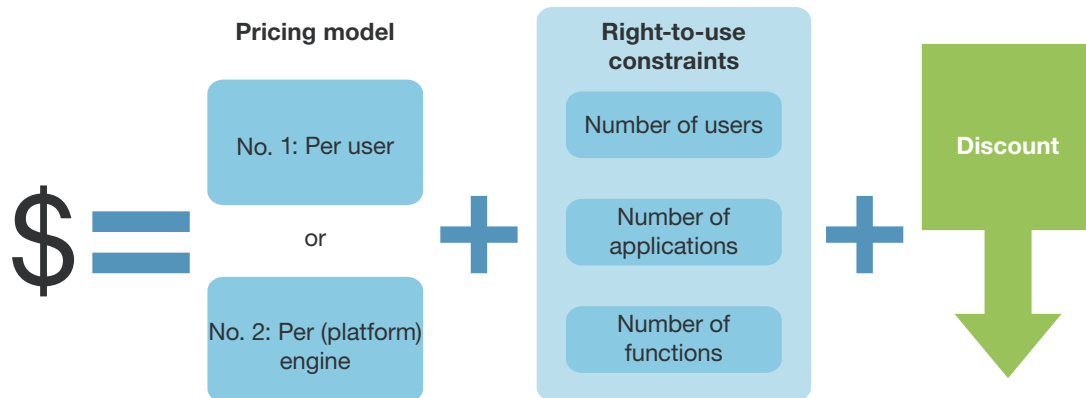 Pricing model
No. 1: Per user
or
No. 2: Per (platform)
engine
Right-to-use
constraints
Number of users
Number of
applications
Number of
functions
Discount
$
=
+
+